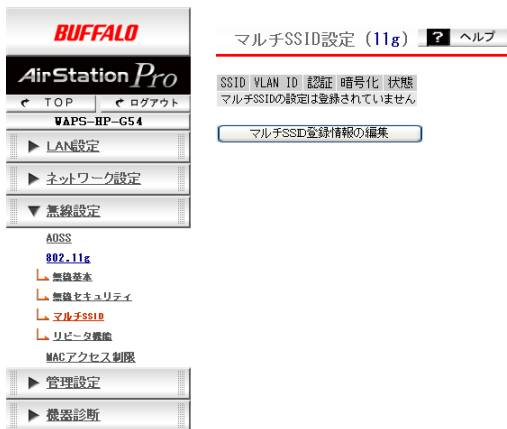 BUFFALO
AirStation Pro
TOP ログアウト
WAPS-HP-G54
LAN設定
ネットワーク設定
無線設定
AOSS
802.11g
無線基本
無線セキュリティ
マルチSSID
リピータ機能
MACアクセス制限
管理設定
機器診断
マルチSSID設定 (11g) ? ヘルプ
SSID VLAN ID 認証 暗号化 状態
マルチSSIDの設定は登録されていません
マルチSSID登録情報の編集